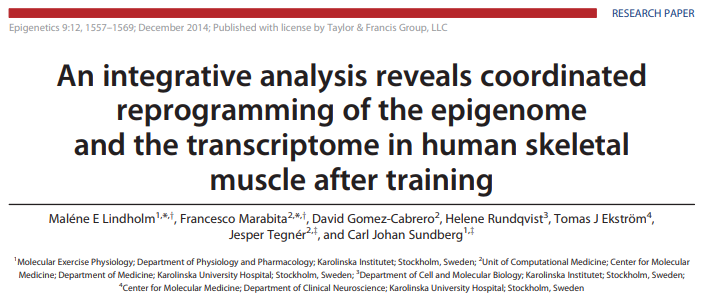 RESEARCH PAPER
Epigenetics 9:12, 1557–1569; December 2014; Published with license by Taylor & Francis Group, LLC
An integrative analysis reveals coordinated
reprogramming of the epigenome
and the transcriptome in human skeletal
muscle after training
Maléne E Lindholm1,*,†, Francesco Marabita2,*,†, David Gomez-Cabrero2, Helene Rundqvist3, Tomas J Ekström4,
Jesper Tegnér2,‡, and Carl Johan Sundberg1,‡
1Molecular Exercise Physiology; Department of Physiology and Pharmacology; Karolinska Institutet; Stockholm, Sweden; 2Unit of Computational Medicine; Center for Molecular
Medicine; Department of Medicine; Karolinska University Hospital; Stockholm, Sweden; 3Department of Cell and Molecular Biology; Karolinska Institutet; Stockholm, Sweden;
4Center for Molecular Medicine; Department of Clinical Neuroscience; Karolinska University Hospital; Stockholm, Sweden